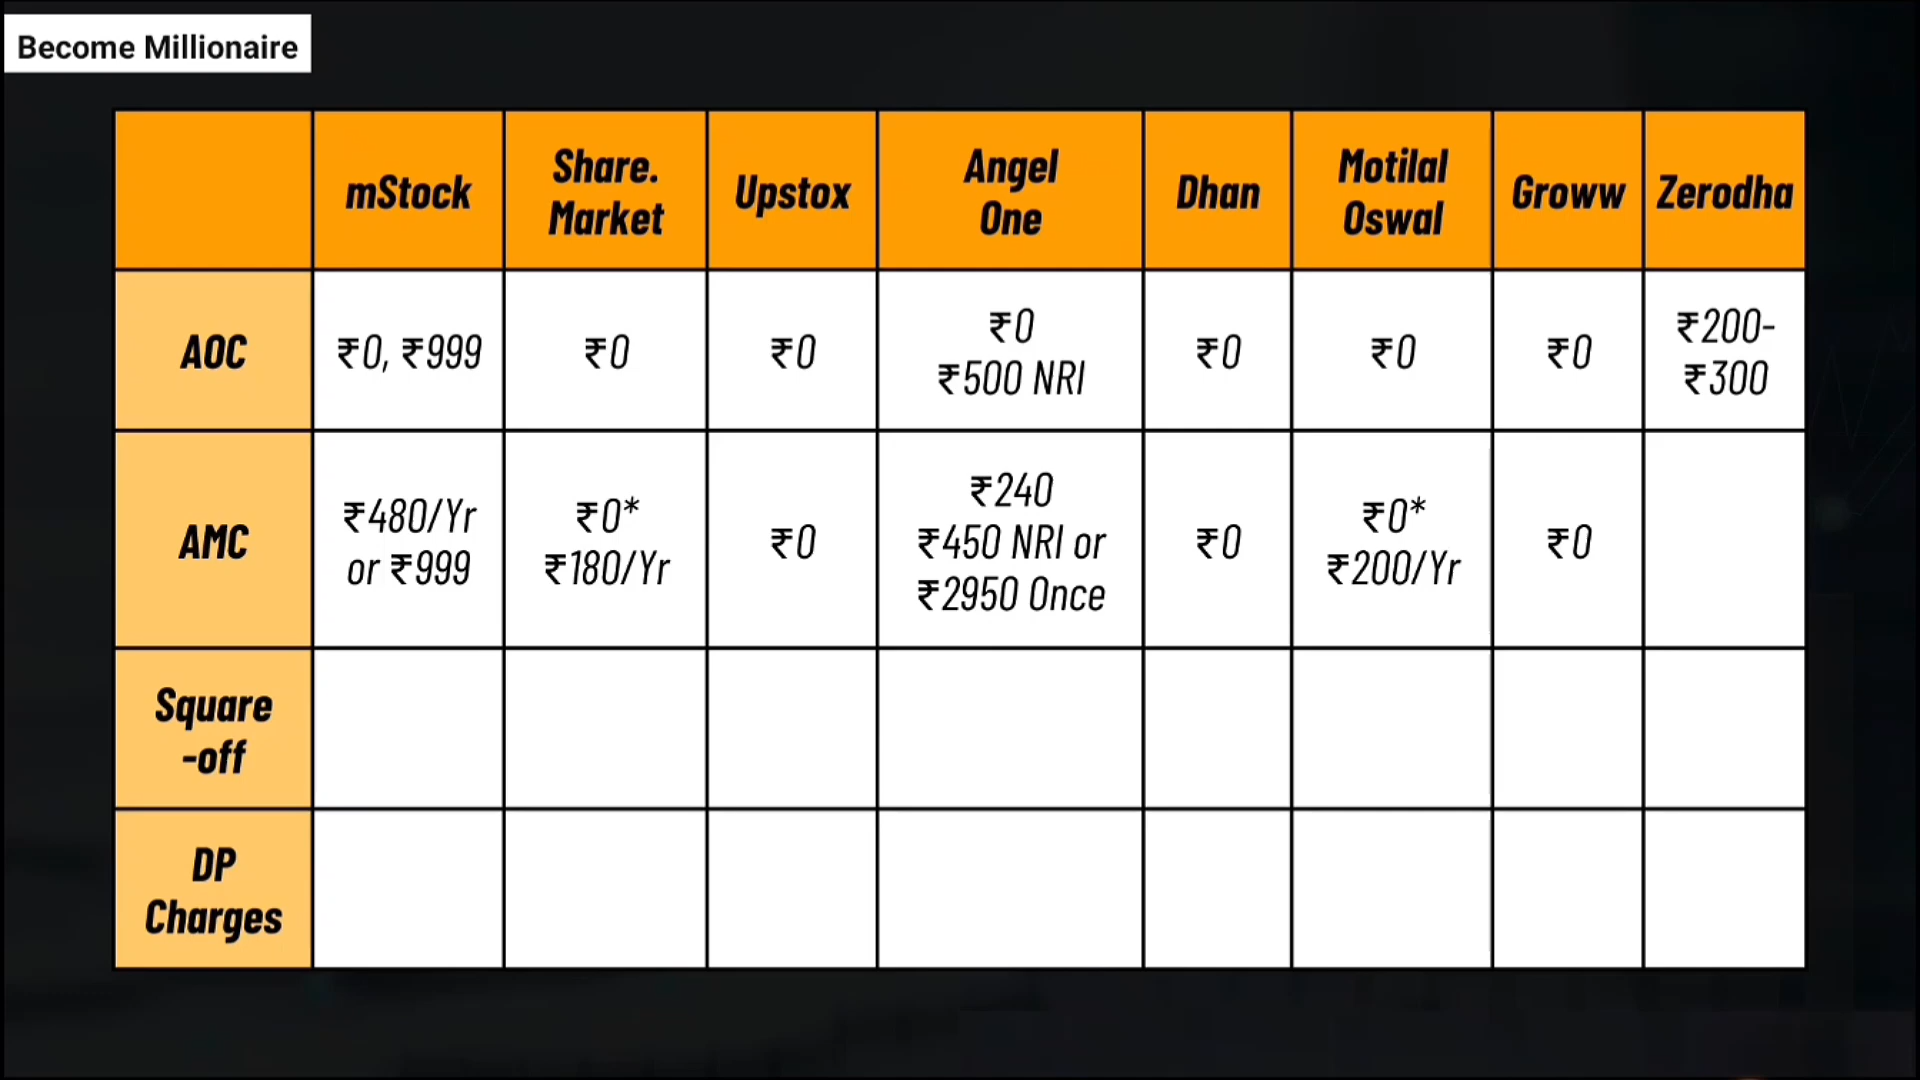 Become Millionaire
mStock
Share.
Market
Upstox
Angel
One
Dhan
Motilal
Oswal
Groww
Zerodha
AOC
₹0, ₹999
₹0
₹0
₹0
₹500 NRI
₹0
₹0
₹0
₹200-
₹300
AMC
₹480/Yr
or ₹999
₹0*
₹180/Yr
₹0
₹240
₹450 NRI or
₹2950 Once
₹0
₹0*
₹200/Yr
₹0
Square
-off
DP
Charges